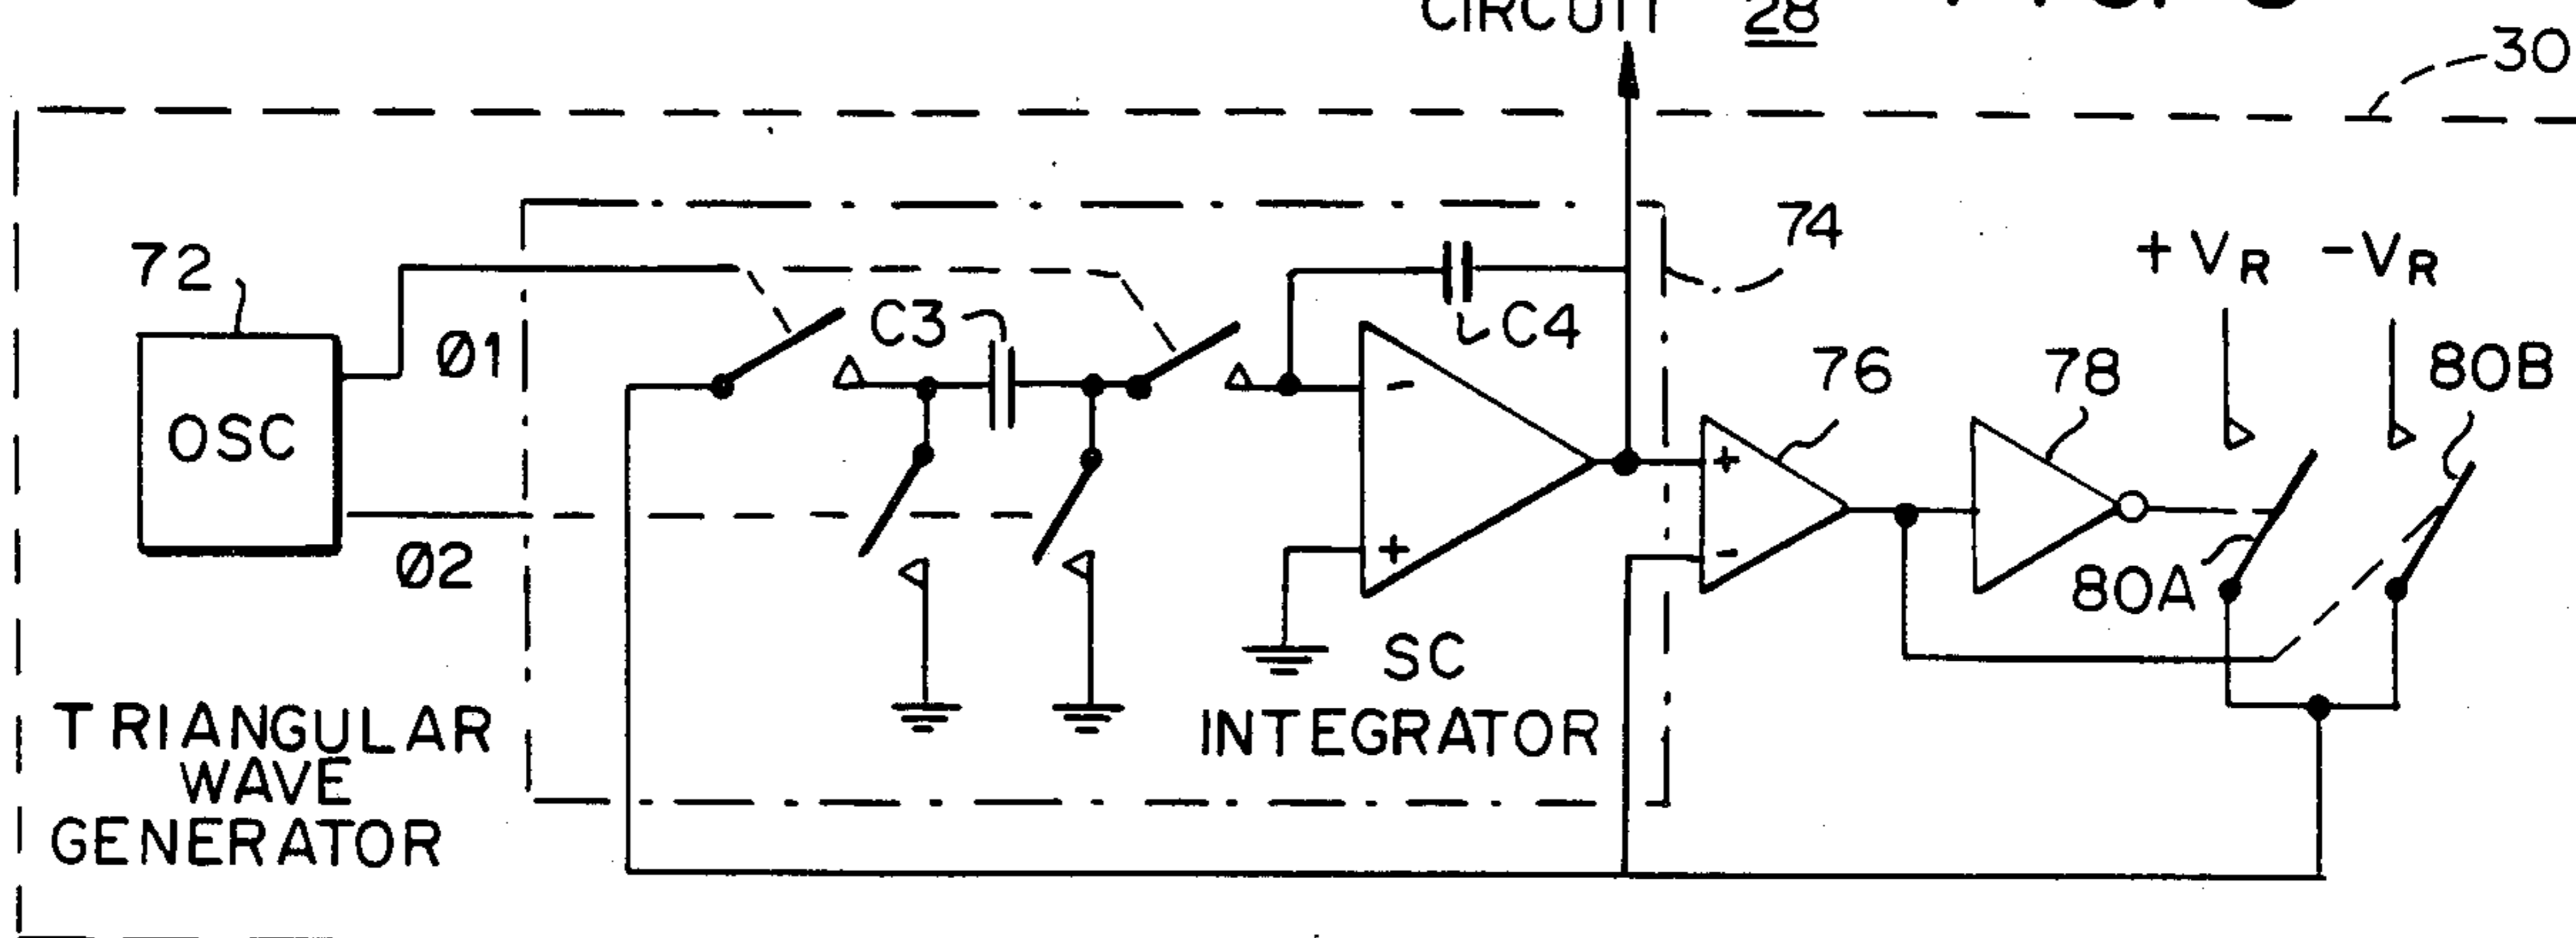 CIRCUIT 28
30
74
72
+VR -VR
C3
C4
Ø1
76
78
80B
OSC
-
+
+
-
Ø2
80A
SC
INTEGRATOR
TRIANGULAR
WAVE
GENERATOR